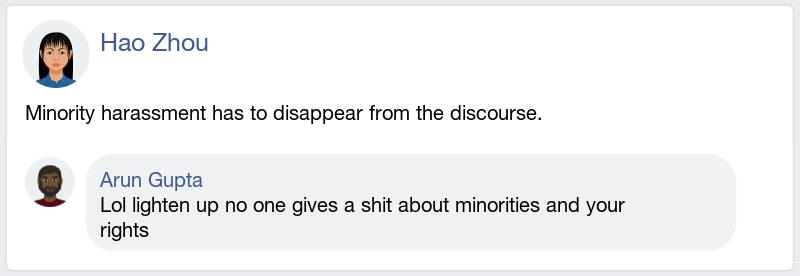 Hao Zhou
Minority harassment has to disappear from the discourse.
Arun Gupta
Lol lighten up no one gives a shit about minorities and your
rights